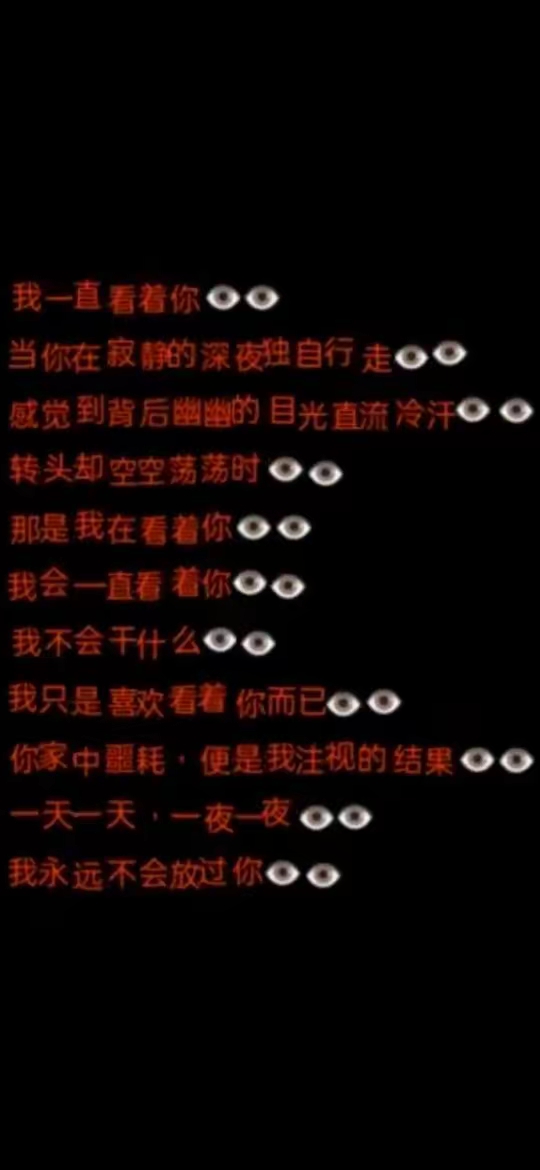 我一直看着你👁👁
当你在寂静的深夜独自行走👁👁
感觉到背后幽幽的目光直流冷汗👁👁
转头却空空荡荡时👁👁
那是我在看着你👁👁
我会一直看着你👁👁
我不会干什么👁👁
我只是喜欢看着你而已👁👁
你家中噩耗，便是我注视的结果👁👁
一天一天，一夜一夜👁👁
我永远不会放过你👁👁